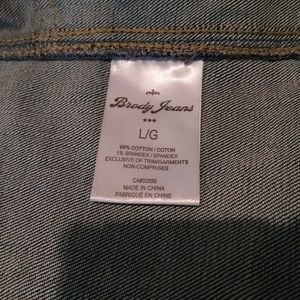 Brody Jeans
***
L/G
99% COTTON / COTON
1% SPANDEX / SPANDEX
EXCLUSIVE OF TRIM/GARMENTS
NON-COMPRISES
CA#02595
MADE IN CHINA
FABRIQUÉ EN CHINE